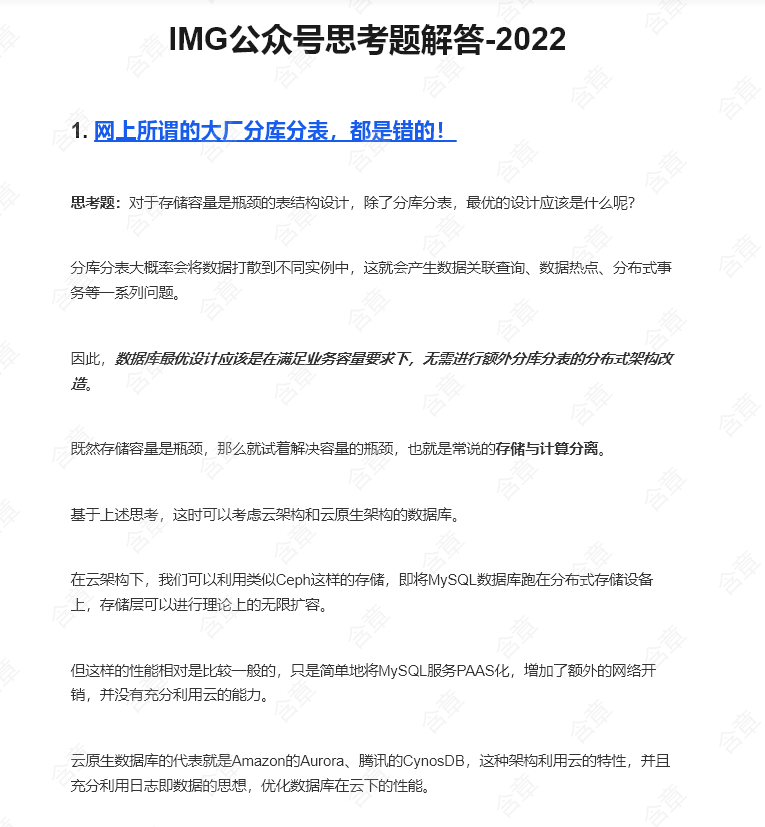 IMG公众号思考题解答-2022
1. 网上所谓的大厂分库分表，都是错的！
思考题：对于存储容量是瓶颈的表结构设计，除了分库分表，最优的设计应该是什么呢？
分库分表大概率会将数据打散到不同实例中，这就会产生数据关联查询、数据热点、分布式事
务等一系列问题。
因此，数据库最优设计应该是在满足业务容量要求下，无需进行额外分库分表的分布式架构改
造。
既然存储容量是瓶颈，那么就试着解决容量的瓶颈，也就是常说的存储与计算分离。
基于上述思考，这时可以考虑云架构和云原生架构的数据库。
在云架构下，我们可以利用类似Ceph这样的存储，即将MySQL数据库跑在分布式存储设备
上，存储层可以进行理论上的无限扩容。
但这样的性能相对是比较一般的，只是简单地将MySQL服务PAAS化，增加了额外的网络开
销，并没有充分利用云的能力。
云原生数据库的代表就是Amazon的Aurora、腾讯的CynosDB，这种架构利用云的特性，并且
充分利用日志即数据的思想，优化数据库在云下的性能。
含章